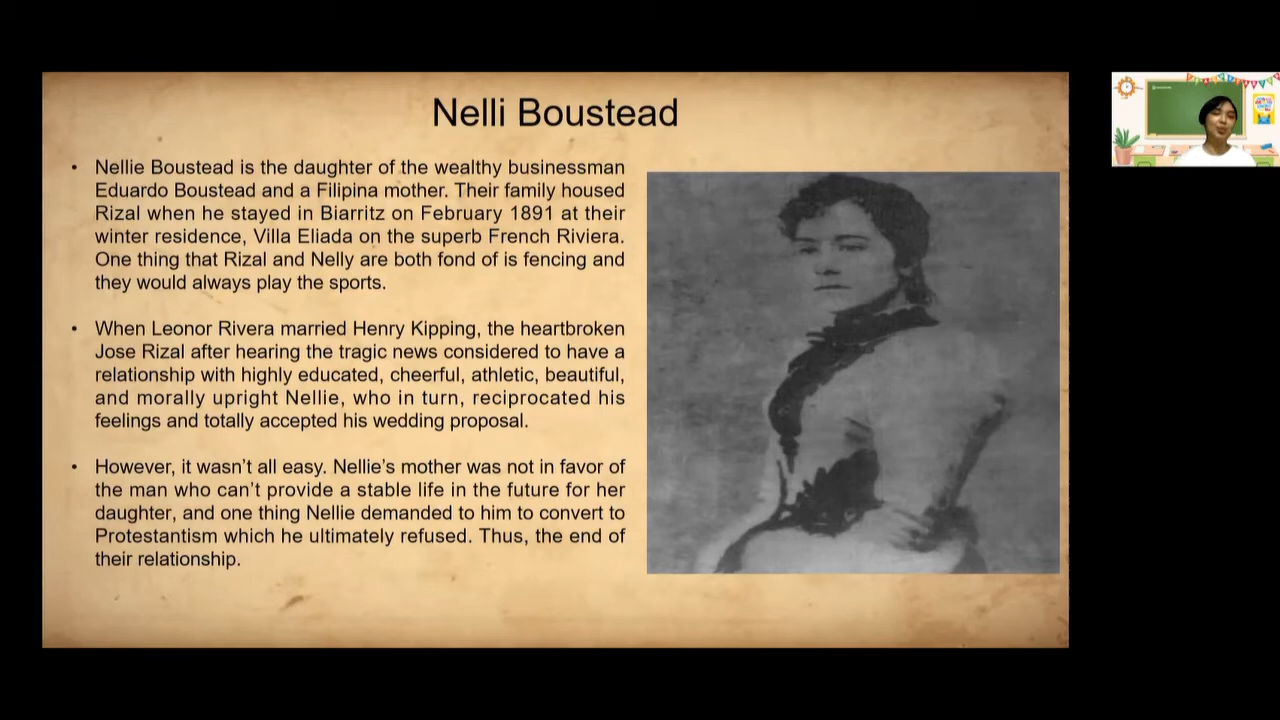 Nelli Boustead
• Nellie Boustead is the daughter of the wealthy businessman
Eduardo Boustead and a Filipina mother. Their family housed
Rizal when he stayed in Biarritz on February 1891 at their
winter residence, Villa Eliada on the superb French Riviera.
One thing that Rizal and Nelly are both fond of is fencing and
they would always play the sports.
• When Leonor Rivera married Henry Kipping, the heartbroken
Jose Rizal after hearing the tragic news considered to have a
relationship with highly educated, cheerful, athletic, beautiful,
and morally upright Nellie, who in turn, reciprocated his
feelings and totally accepted his wedding proposal.
• However, it wasn't all easy. Nellie's mother was not in favor of
the man who can't provide a stable life in the future for her
daughter, and one thing Nellie demanded to him to convert to
Protestantism which he ultimately refused. Thus, the end of
their relationship.